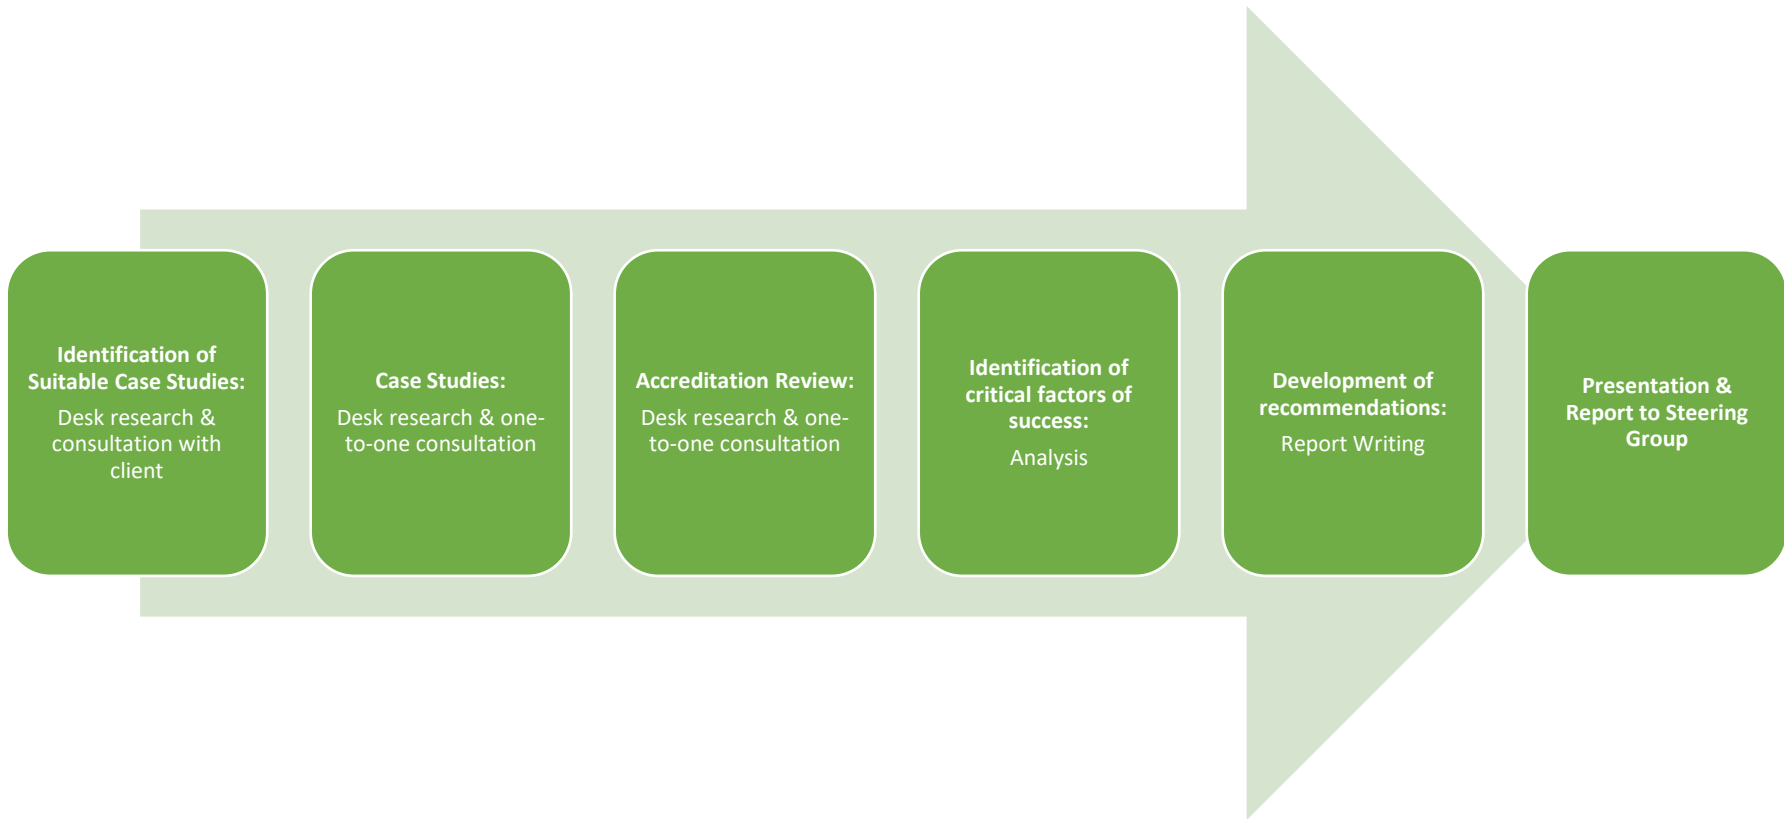 Identification of
Suitable Case Studies:
Desk research &
consultation with
client
Case Studies:
Desk research & one-
to-one consultation
Accreditation Review:
Desk research & one-
to-one consultation
Identification of
critical factors of
success:
Analysis
Development of
recommendations:
Report Writing
Presentation &
Report to Steering
Group